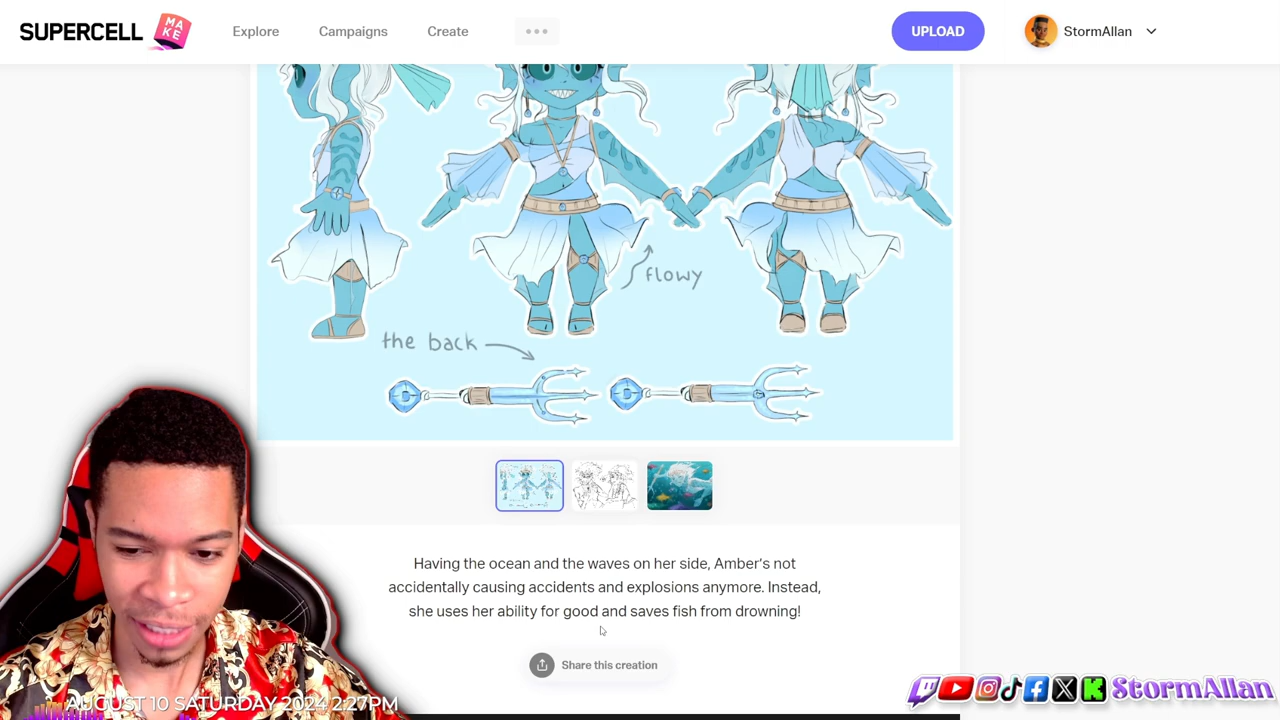 SUPERCELL MAKE
Explore
Campaigns
Create
UPLOAD
StormAllan
flowy
the back
Having the ocean and the waves on her side, Amber's not
accidentally causing accidents and explosions anymore. Instead,
she uses her ability for good and saves fish from drowning!
Share this creation
AUGUST 10 SATURDAY 2024 2:27PM
StormAllan